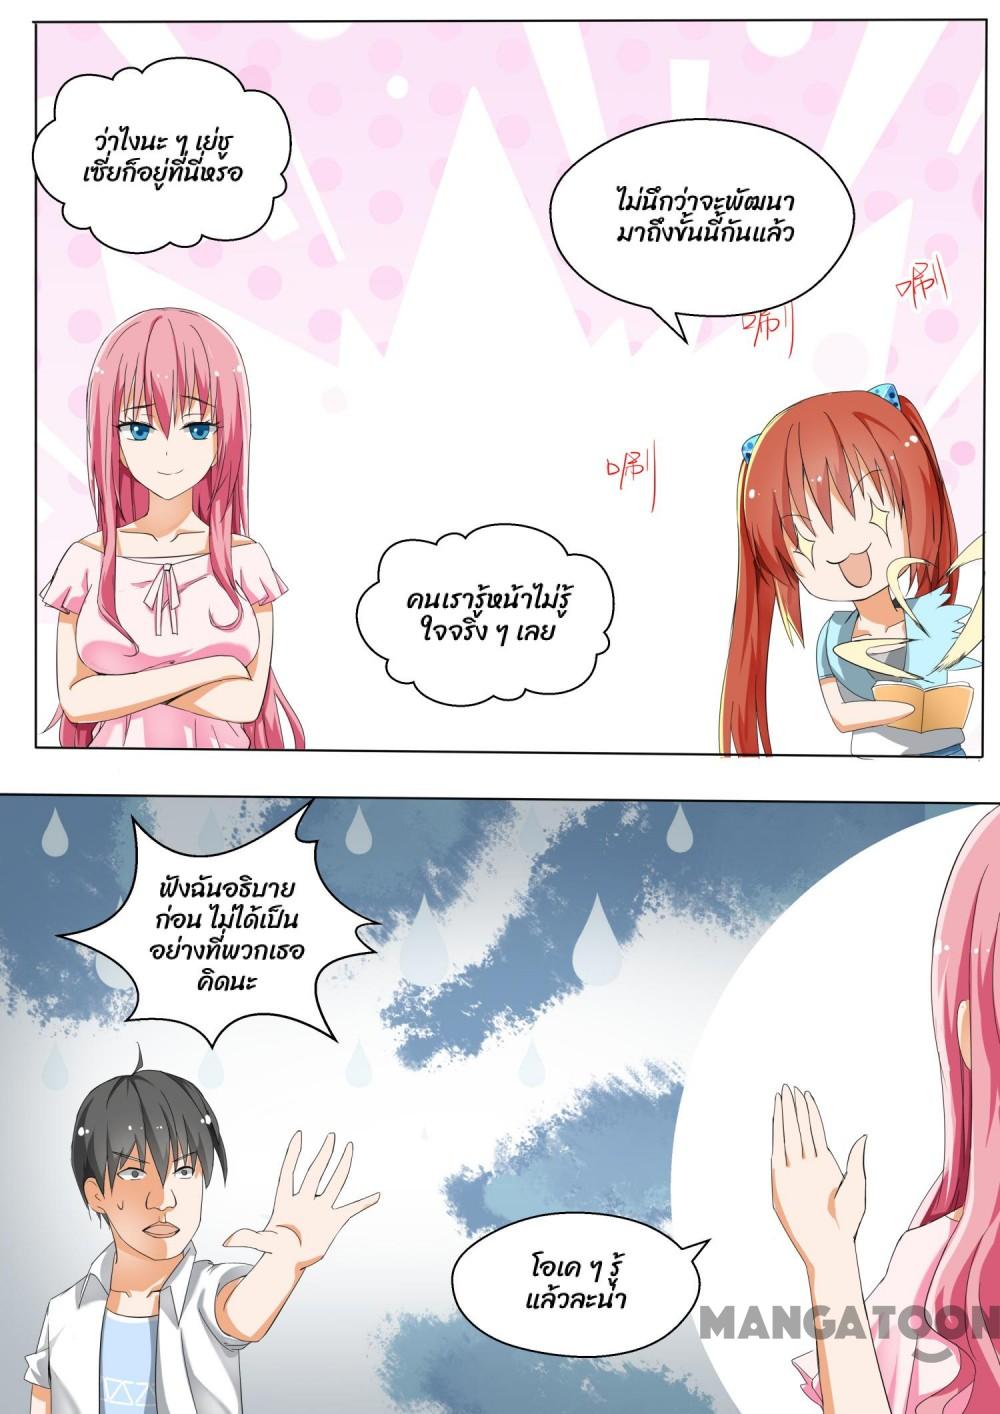 ว่าไงนะ ๆ เย่ชู
เซี่ยก็อยู่ที่นี่หรอ
ไม่นึกว่าจะพัฒนา
มาถึงขั้นนี้กันแล้ว
唰
唰
唰
คนเรารู้หน้าไม่รู้
ใจจริง ๆ เลย
ฟังฉันอธิบาย
ก่อน ไม่ได้เป็น
อย่างที่พวกเธอ
คิดนะ
โอเค ๆ รู้
แล้วละน่า
MANGATOON